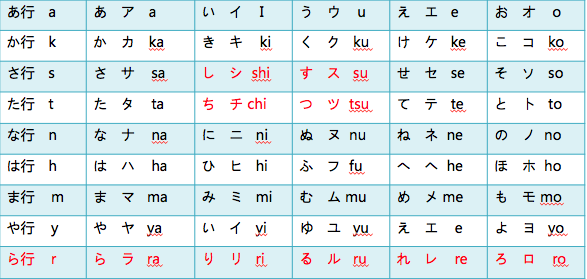 あ行 a あ ア a い イ I う ウ u え エ e お オ o
か行 k か カ ka き キ ki く ク ku け ケ ke こ コ ko
さ行 s さ サ sa し シ shi す ス su せ セ se そ ソ so
た行 t た タ ta ち チ chi つ ツ tsu て テ te と ト to
な行 n な ナ na に ニ ni ぬ ヌ nu ね ネ ne の ノ no
は行 h は ハ ha ひ ヒ hi ふ フ fu へ ヘ he ほ ホ ho
ま行 m ま マ ma み ミ mi む ム mu め メ me も モ mo
や行 y や ヤ ya い イ yi ゆ ユ yu え エ e よ ヨ yo
ら行 r ら ラ ra り リ ri る ル ru れ レ re ろ ロ ro